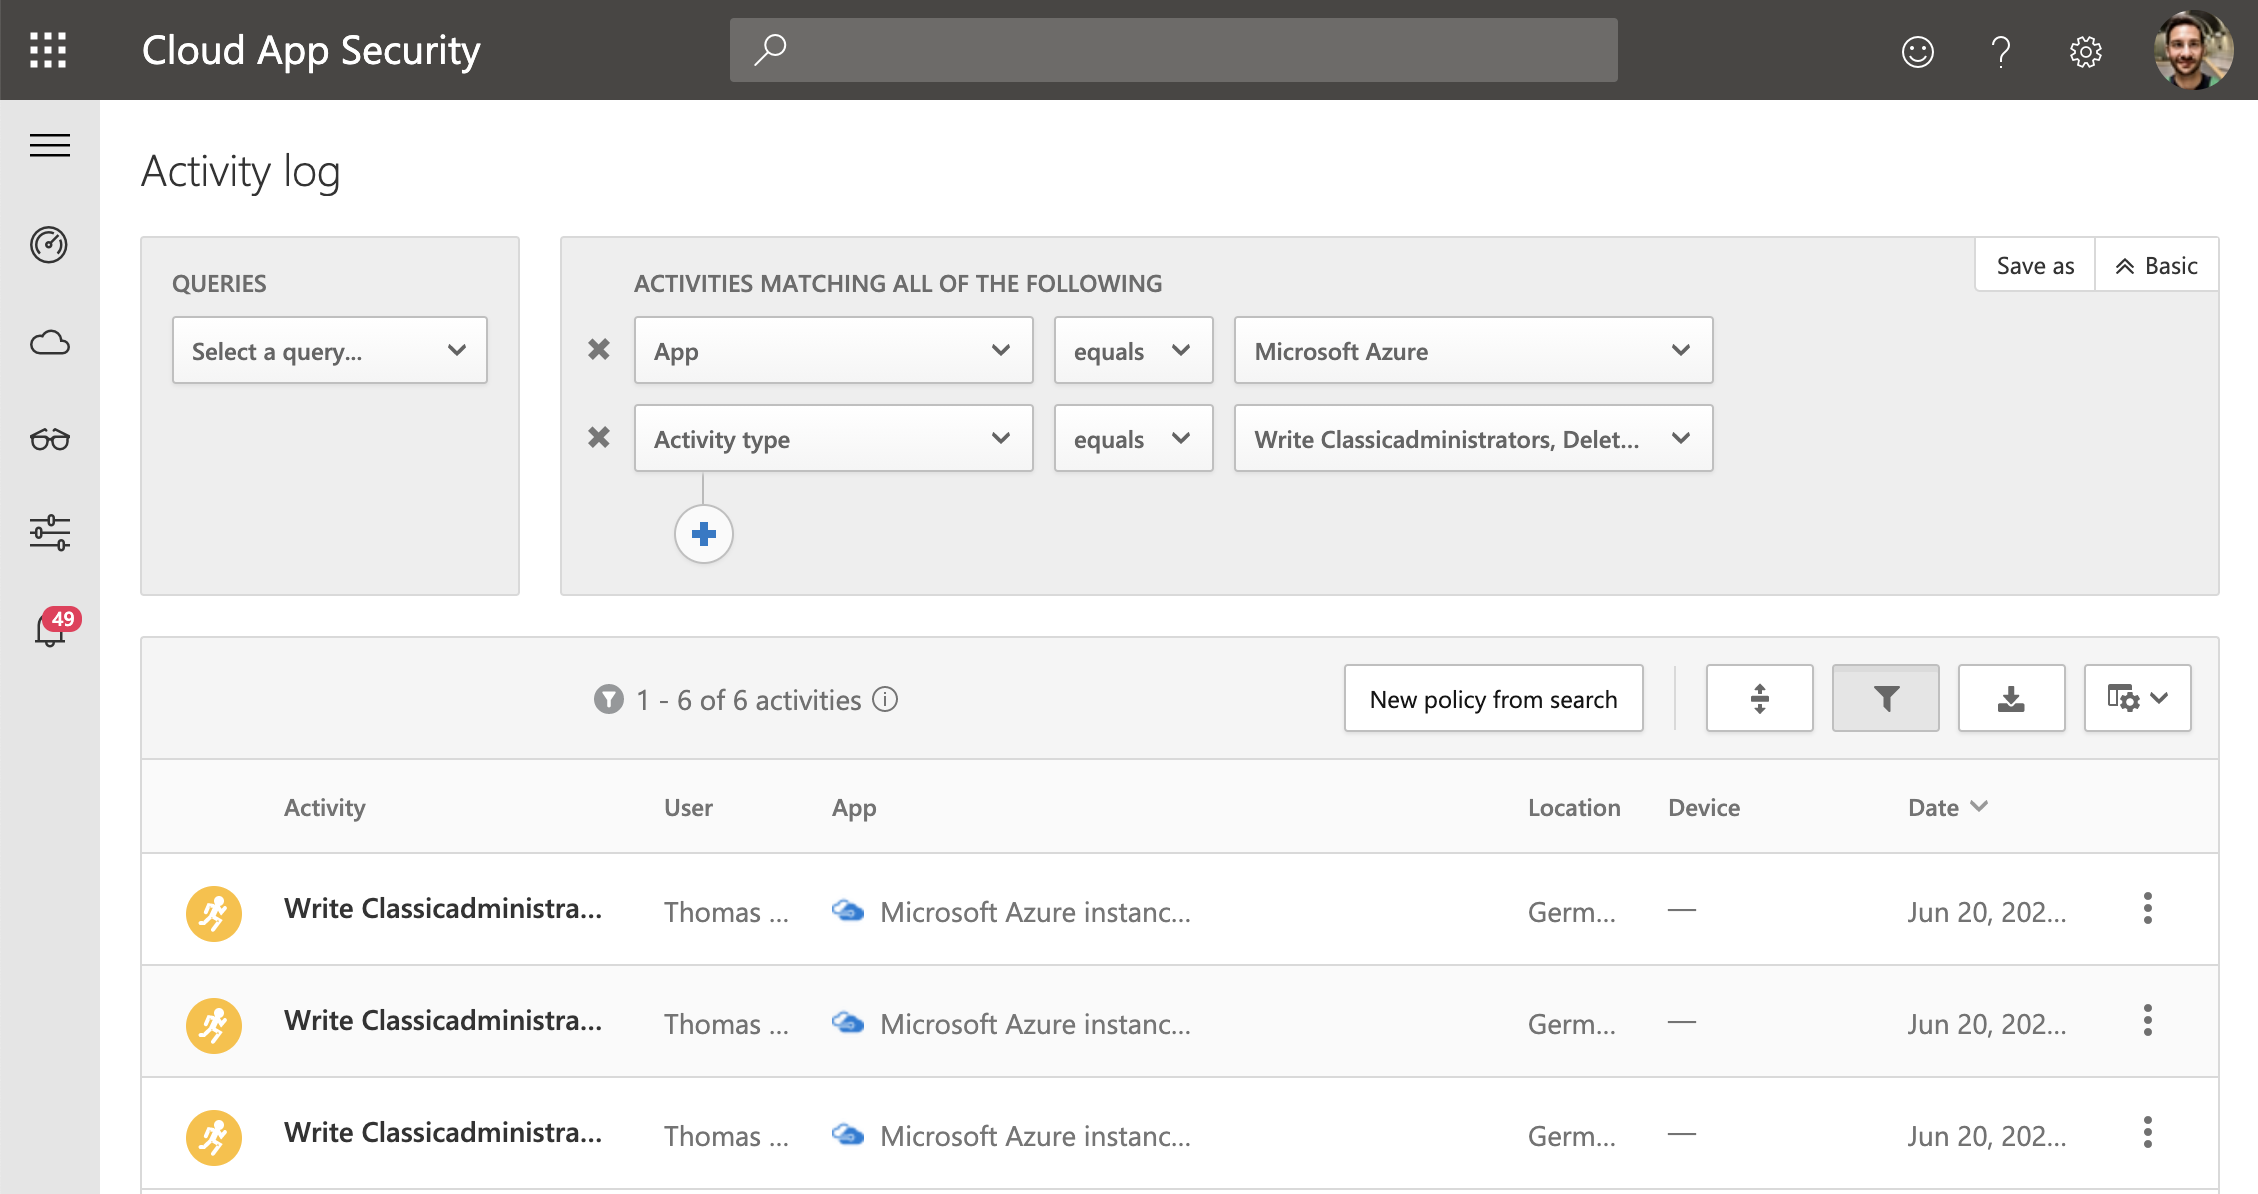 Cloud App Security
Activity log
QUERIES
Select a query...
ACTIVITIES MATCHING ALL OF THE FOLLOWING
Save as
Basic
App
equals
Microsoft Azure
Activity type
equals
Write Classicadministrators, Delet...
49
1 - 6 of 6 activities
New policy from search
Activity User App Location Device Date
Write Classicadministra... Thomas ... Microsoft Azure instanc... Germ... — Jun 20, 202...
Write Classicadministra... Thomas ... Microsoft Azure instanc... Germ... — Jun 20, 202...
Write Classicadministra... Thomas ... Microsoft Azure instanc... Germ... — Jun 20, 202...